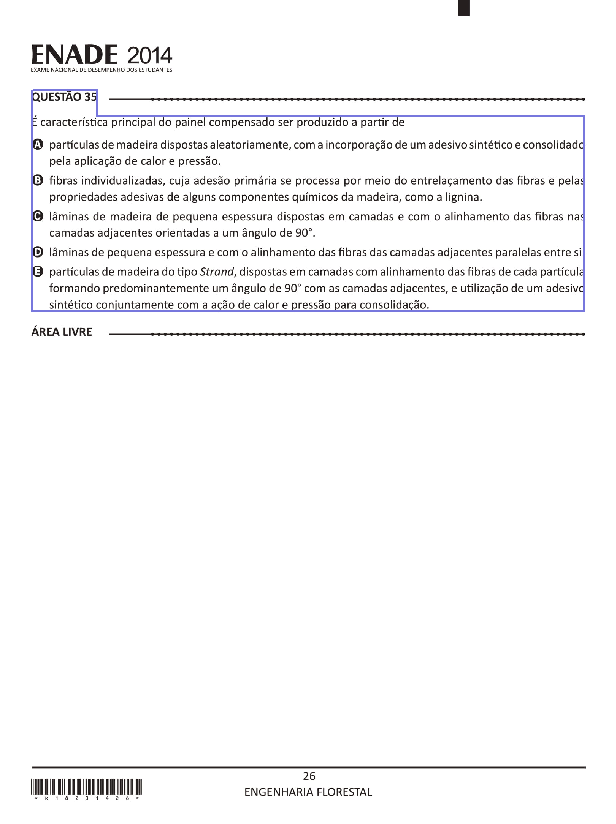 ENADE 2014
EXAME NACIONAL DE DESEMPENHO DOS ESTUDANTES
QUESTÃO 35
É característica principal do painel compensado ser produzido a partir de
A partículas de madeira dispostas aleatoriamente, com a incorporação de um adesivo sintético e consolidado
pela aplicação de calor e pressão.
B fibras individualizadas, cuja adesão primária se processa por meio do entrelaçamento das fibras e pelas
propriedades adesivas de alguns componentes químicos da madeira, como a lignina.
C lâminas de madeira de pequena espessura dispostas em camadas e com o alinhamento das fibras nas
camadas adjacentes orientadas a um ângulo de 90°.
D lâminas de pequena espessura e com o alinhamento das fibras das camadas adjacentes paralelas entre si
E partículas de madeira do tipo Strand, dispostas em camadas com alinhamento das fibras de cada partícula
formando predominantemente um ângulo de 90° com as camadas adjacentes, e utilização de um adesivo
sintético conjuntamente com a ação de calor e pressão para consolidação.
ÁREA LIVRE
26
ENGENHARIA FLORESTAL